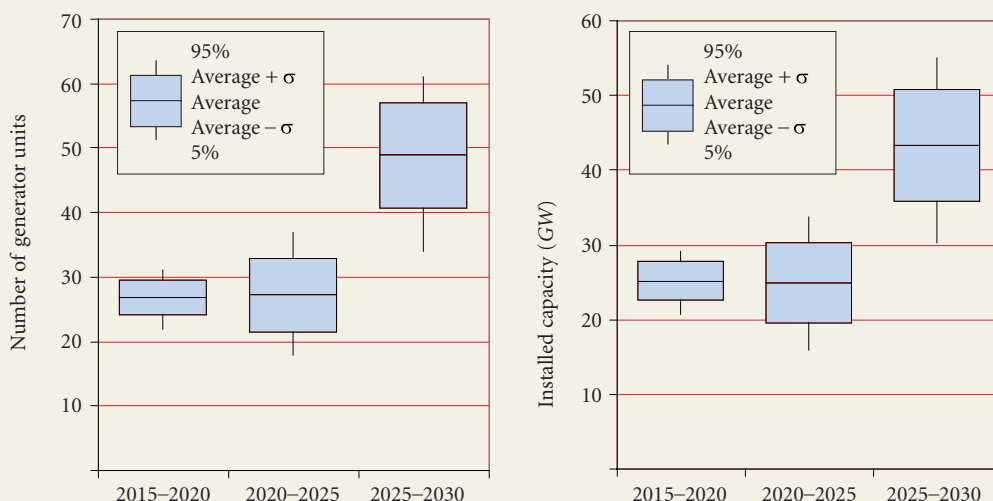 Number of generator units
70
60
50
40
30
20
10
95%
Average + σ
Average
Average – σ
5%
2015–2020
2020–2025
2025–2030
Installed capacity (GW)
60
50
40
30
20
10
95%
Average + σ
Average
Average – σ
5%
2015–2020
2020–2025
2025–2030